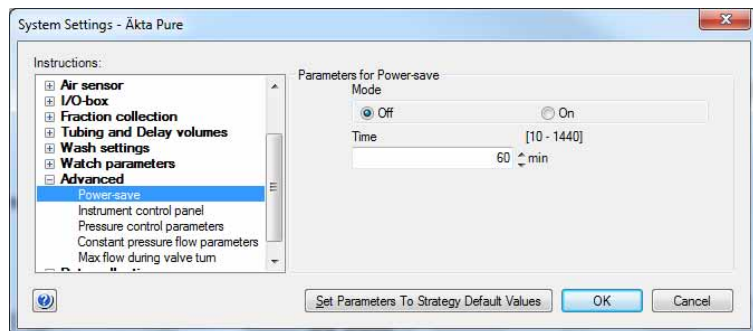 System Settings - Äkta Pure
Instructions:
Air sensor
I/O-box
Fraction collection
Tubing and Delay volumes
Wash settings
Watch parameters
Advanced
Power-save
Instrument control panel
Pressure control parameters
Constant pressure flow parameters
Max flow during valve turn
Parameters for Power-save
Mode
Off On
Time [10 - 1440]
60 min
Set Parameters To Strategy Default Values OK Cancel